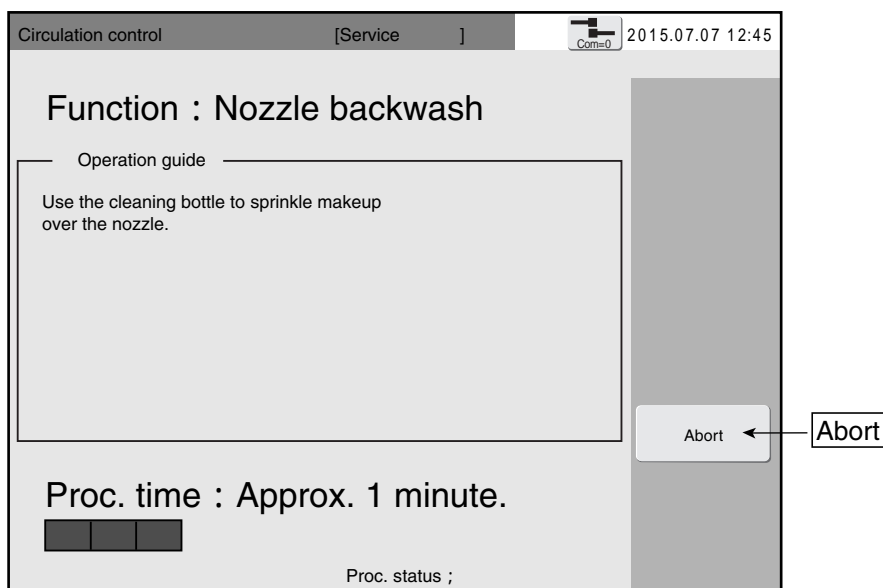 Circulation control [Service ] Com=0 2015.07.07 12:45
Function : Nozzle backwash
Operation guide
Use the cleaning bottle to sprinkle makeup
over the nozzle.
Abort Abort
Proc. time : Approx. 1 minute.
Proc. status ;